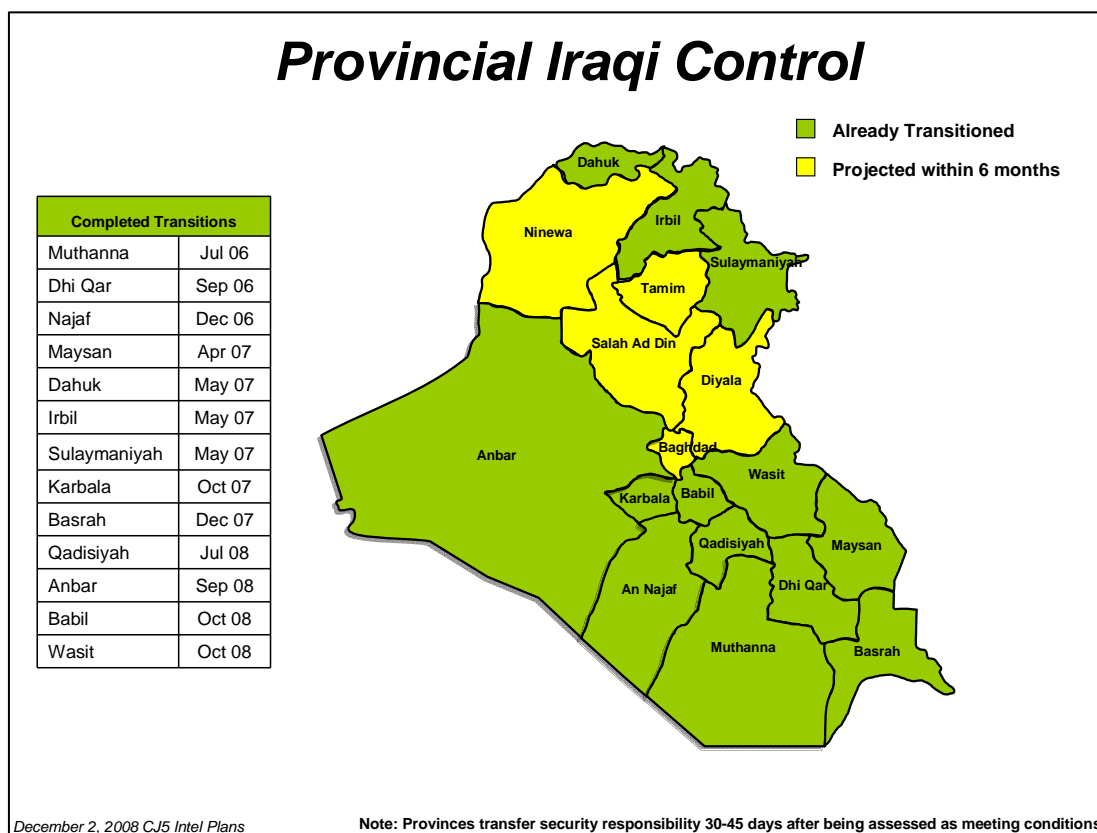 Provincial Iraqi Control
Already Transitioned
Projected within 6 months
Completed Transitions
Muthanna Jul 06
Dhi Qar Sep 06
Najaf Dec 06
Maysan Apr 07
Dahuk May 07
Irbil May 07
Sulaymaniyah May 07
Karbala Oct 07
Basrah Dec 07
Qadisiyah Jul 08
Anbar Sep 08
Babil Oct 08
Wasit Oct 08
Dahuk
Ninewa
Irbil
Sulaymaniyah
Tamim
Salah Ad Din
Diyala
Baghdad
Anbar
Wasit
Karbala
Babil
Qadisiyah
Maysan
An Najaf
Dhi Qar
Muthanna
Basrah
December 2, 2008 CJ5 Intel Plans
Note: Provinces transfer security responsibility 30-45 days after being assessed as meeting conditions